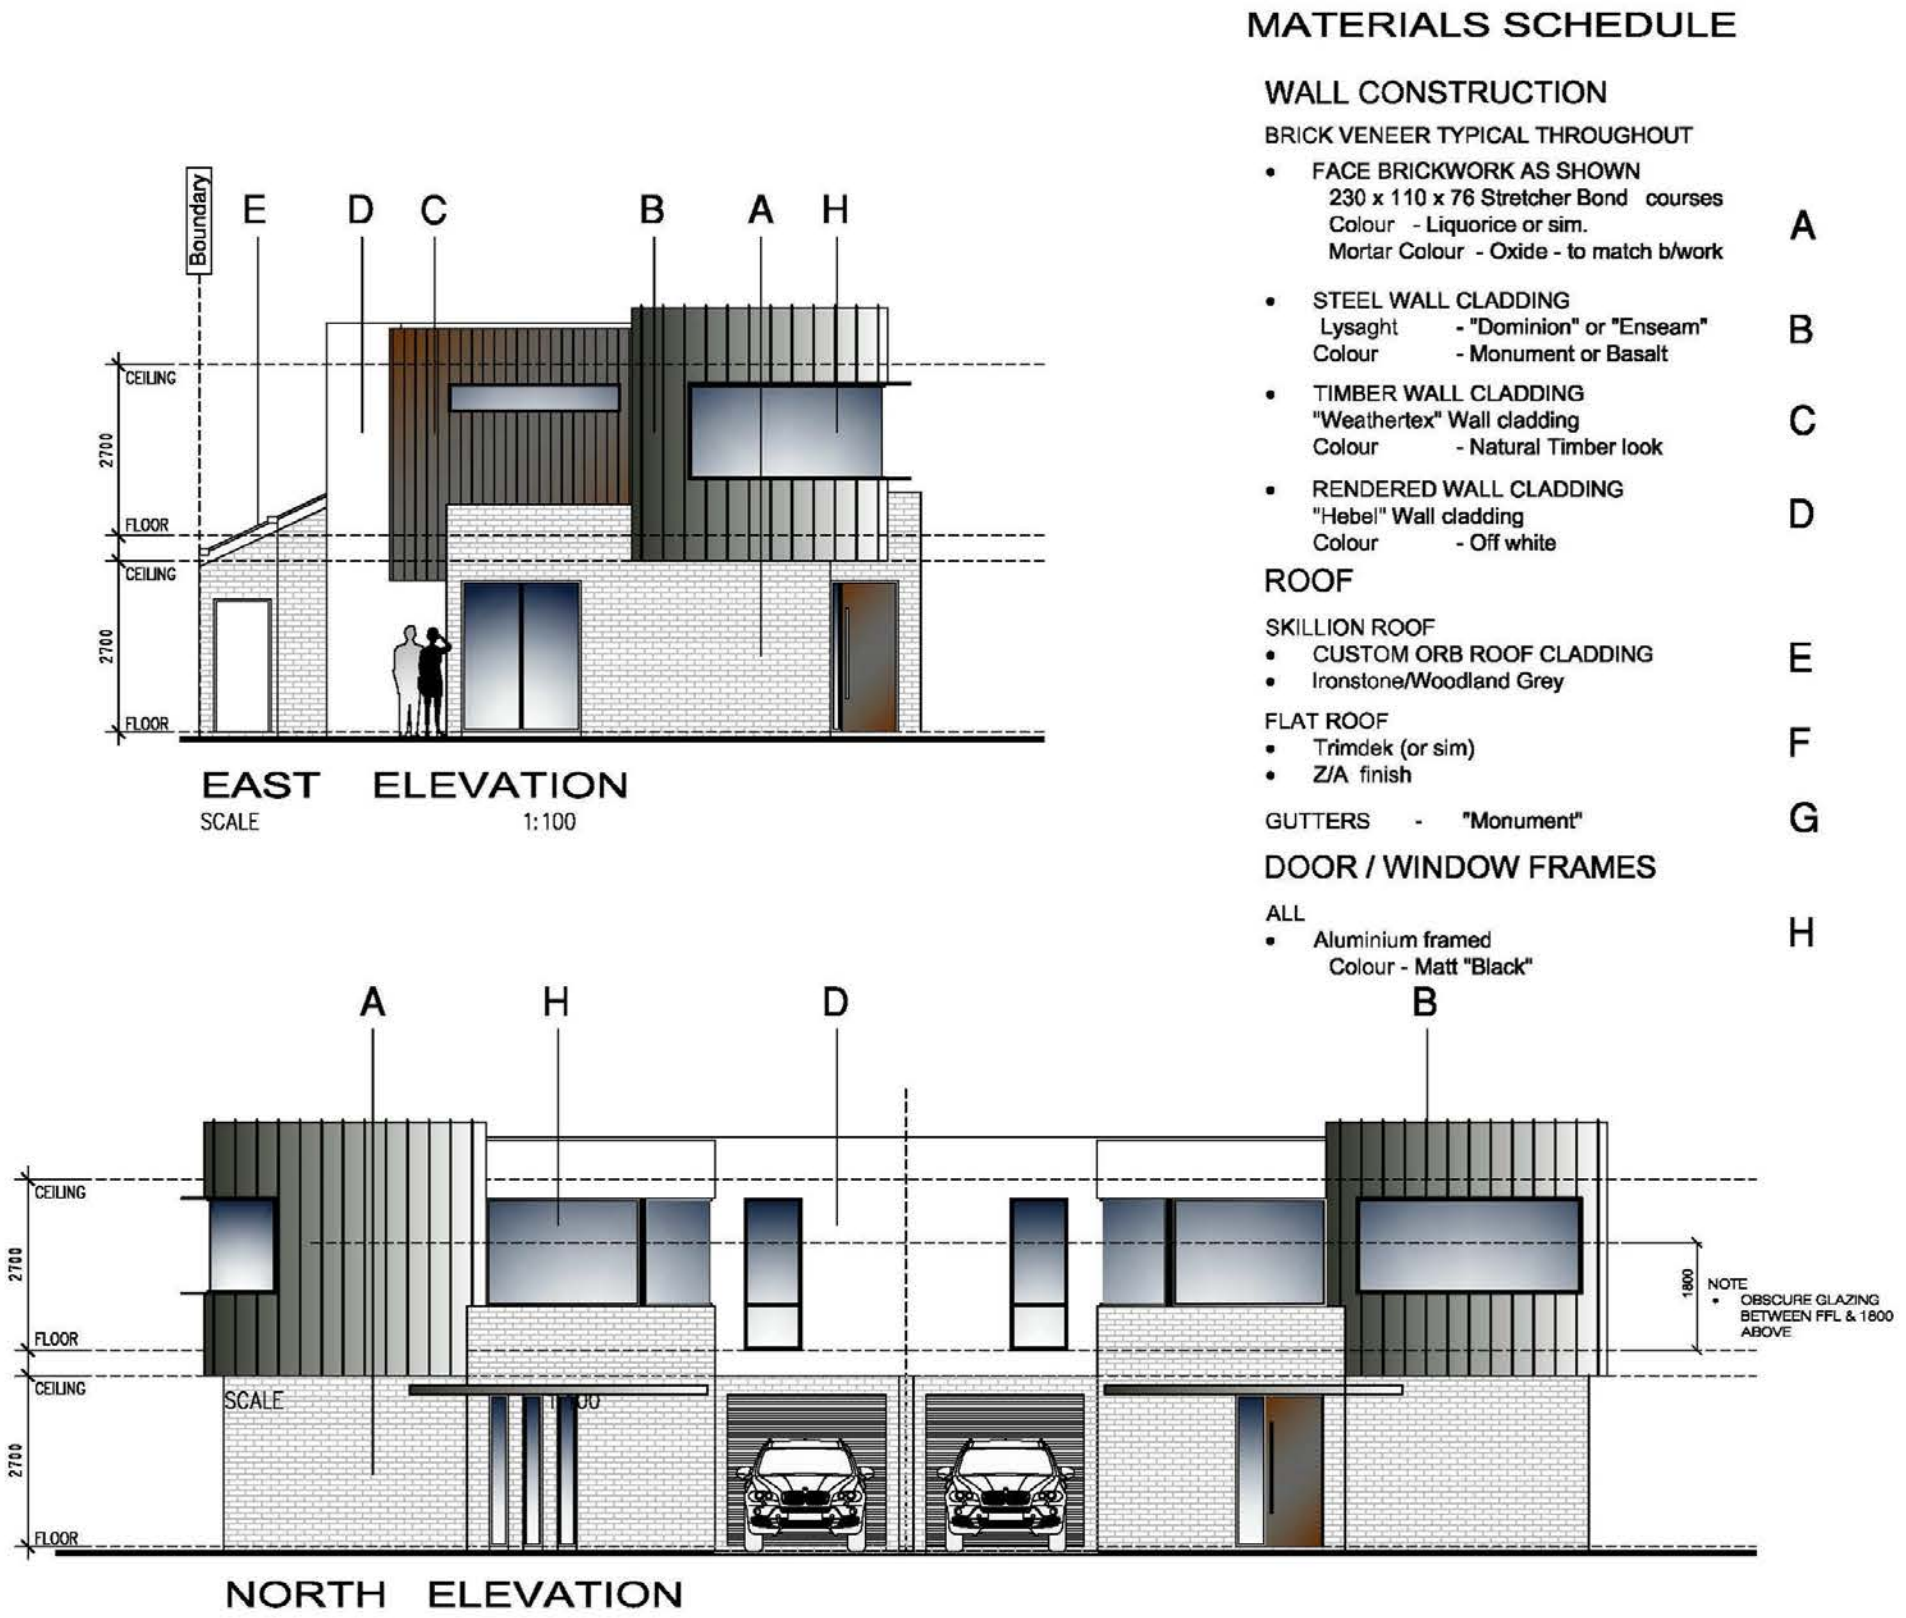 MATERIALS SCHEDULE
WALL CONSTRUCTION
BRICK VENEER TYPICAL THROUGHOUT
• FACE BRICKWORK AS SHOWN
230 x 110 x 76 Stretcher Bond courses
Colour - Liquorice or sim.
Mortar Colour - Oxide - to match b/work
A
• STEEL WALL CLADDING
Lysaght - "Dominion" or "Enseam"
Colour - Monument or Basalt
B
• TIMBER WALL CLADDING
"Weathertex" Wall cladding
Colour - Natural Timber look
C
• RENDERED WALL CLADDING
"Hebel" Wall cladding
Colour - Off white
D
ROOF
SKILLION ROOF
• CUSTOM ORB ROOF CLADDING
• Ironstone/Woodland Grey
E
FLAT ROOF
• Trimdek (or sim)
• Z/A finish
F
GUTTERS - "Monument" G
DOOR / WINDOW FRAMES
ALL
• Aluminium framed
Colour - Matt "Black"
H
Boundary
E D C B A H
CEILING
2700
FLOOR
CEILING
2700
FLOOR
EAST ELEVATION
SCALE 1:100
A H D B
CEILING
2700
FLOOR
CEILING
2700
FLOOR
SCALE
1800
NOTE
• OBSCURE GLAZING
BETWEEN FFL & 1800
ABOVE
NORTH ELEVATION